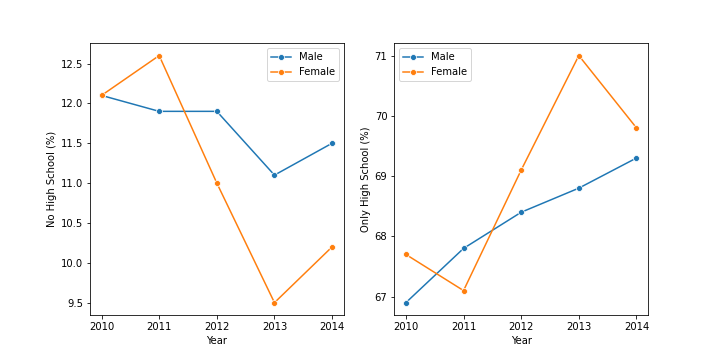 No High School (%)
12.5
12.0
11.5
11.0
10.5
10.0
9.5
2010 2011 2012 2013 2014
Year
Male
Female
Only High School (%)
71
70
69
68
67
2010 2011 2012 2013 2014
Year
Male
Female